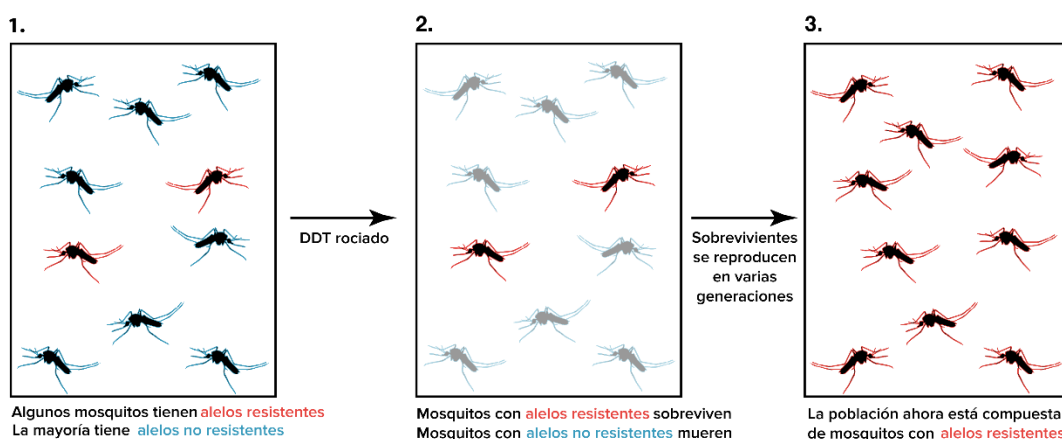 1.
2.
3.
DDT rociado
Sobrevivientes
se reproducen
en varias
generaciones
Algunos mosquitos tienen alelos resistentes
La mayoría tiene alelos no resistentes
Mosquitos con alelos resistentes sobreviven
Mosquitos con alelos no resistentes mueren
La población ahora está compuesta
de mosquitos con alelos resistentes